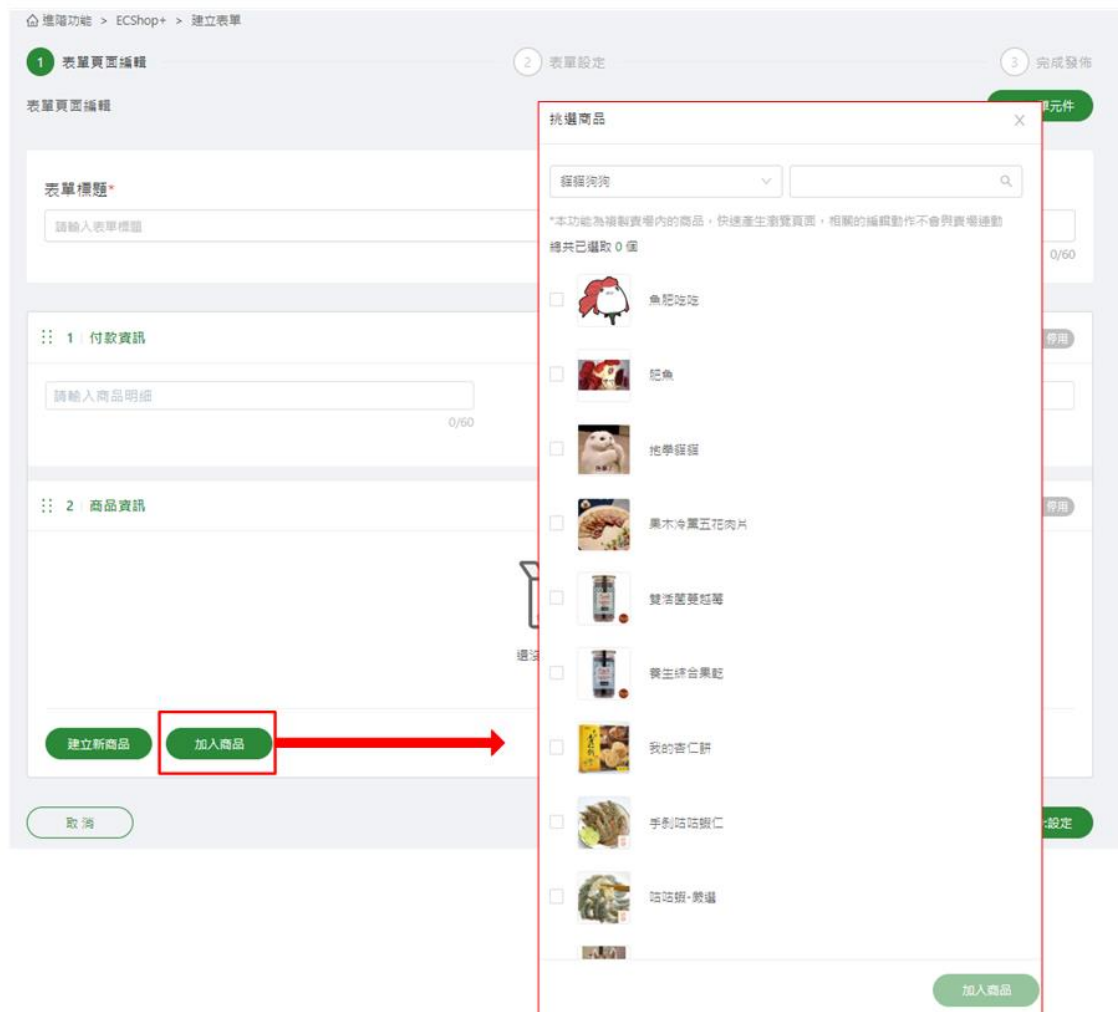 進階功能 > ECShop+ > 建立表單
1 表單頁面編輯
2 表單設定
3 完成發佈
表單頁面編輯
單元件
表單標題*
請輸入表單標題
0/60
1 付款資訊
停用
請輸入商品明細
0/60
2 商品資訊
停用
還沒
建立新商品
加入商品
取消
設定
挑選商品
貓貓狗狗
*本功能為複製賣場內的商品，快速產生瀏覽頁面，相關的編輯動作不會與賣場連動
總共已選取 0 個
魚肥吃吃
肥魚
抱拳貓貓
果木冷薰五花肉片
雙活菌蔓越莓
養生綜合果乾
我的杏仁餅
手剝咕咕蝦仁
咕咕蝦-嚴選
加入商品